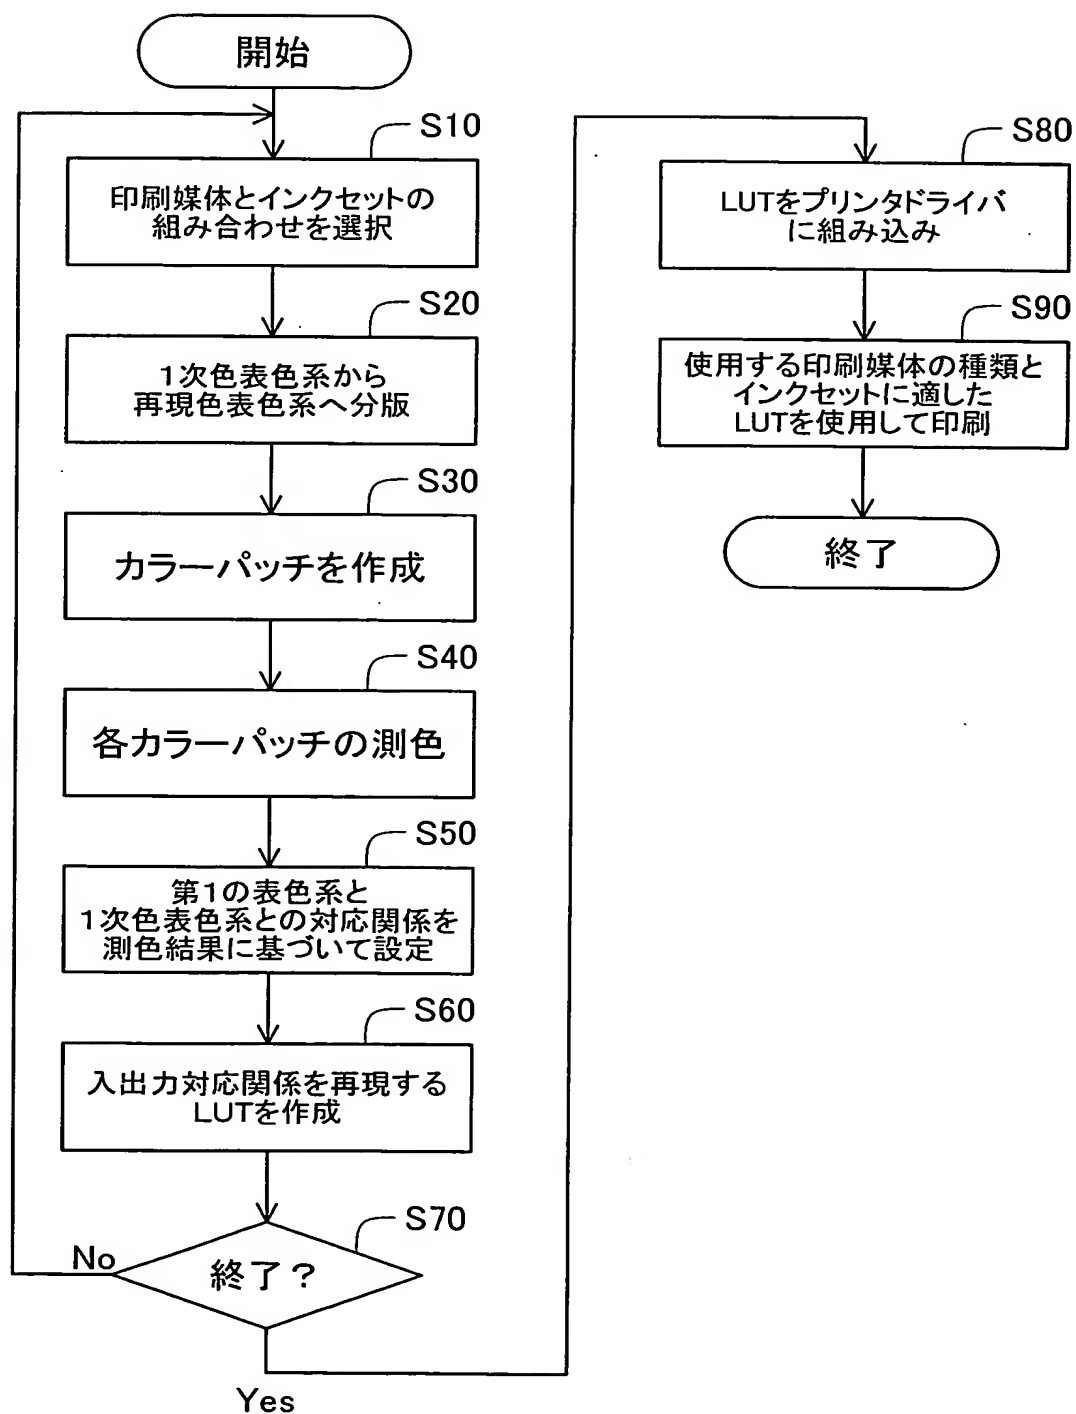 開始
S10
印刷媒体とインクセットの
組み合わせを選択
S20
1次色表色系から
再現色表色系へ分版
S30
カラーパッチを作成
S40
各カラーパッチの測色
S50
第1の表色系と
1次色表色系との対応関係を
測色結果に基づいて設定
S60
入出力対応関係を再現する
LUTを作成
S70
終了?
No
Yes
S80
LUTをプリンタドライバ
に組み込み
S90
使用する印刷媒体の種類と
インクセットに適した
LUTを使用して印刷
終了